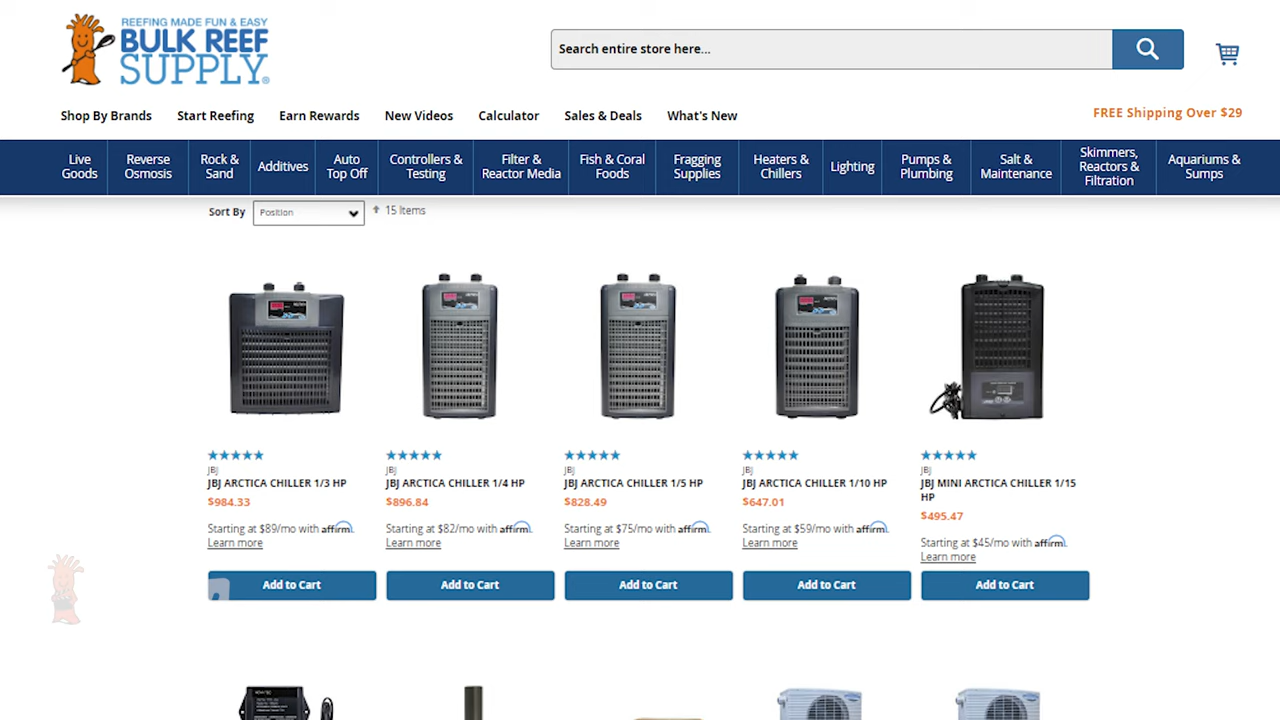 REEFING MADE FUN & EASY
BULK REEF
SUPPLY®
Search entire store here...
Shop By Brands Start Reefing Earn Rewards New Videos Calculator Sales & Deals What's New
FREE Shipping Over $29
Live Goods
Reverse Osmosis
Rock & Sand
Additives
Auto Top Off
Controllers & Testing
Filter & Reactor Media
Fish & Coral Foods
Fragging Supplies
Heaters & Chillers
Lighting
Pumps & Plumbing
Salt & Maintenance
Skimmers, Reactors & Filtration
Aquariums & Sumps
Sort By Position 15 Items
JBJ
JBJ ARCTICA CHILLER 1/3 HP
$984.33
Starting at $89/mo with affirm.
Learn more
Add to Cart
JBJ
JBJ ARCTICA CHILLER 1/4 HP
$896.84
Starting at $82/mo with affirm.
Learn more
Add to Cart
JBJ
JBJ ARCTICA CHILLER 1/5 HP
$828.49
Starting at $75/mo with affirm.
Learn more
Add to Cart
JBJ
JBJ ARCTICA CHILLER 1/10 HP
$647.01
Starting at $59/mo with affirm.
Learn more
Add to Cart
JBJ
JBJ MINI ARCTICA CHILLER 1/15
HP
$495.47
Starting at $45/mo with affirm.
Learn more
Add to Cart